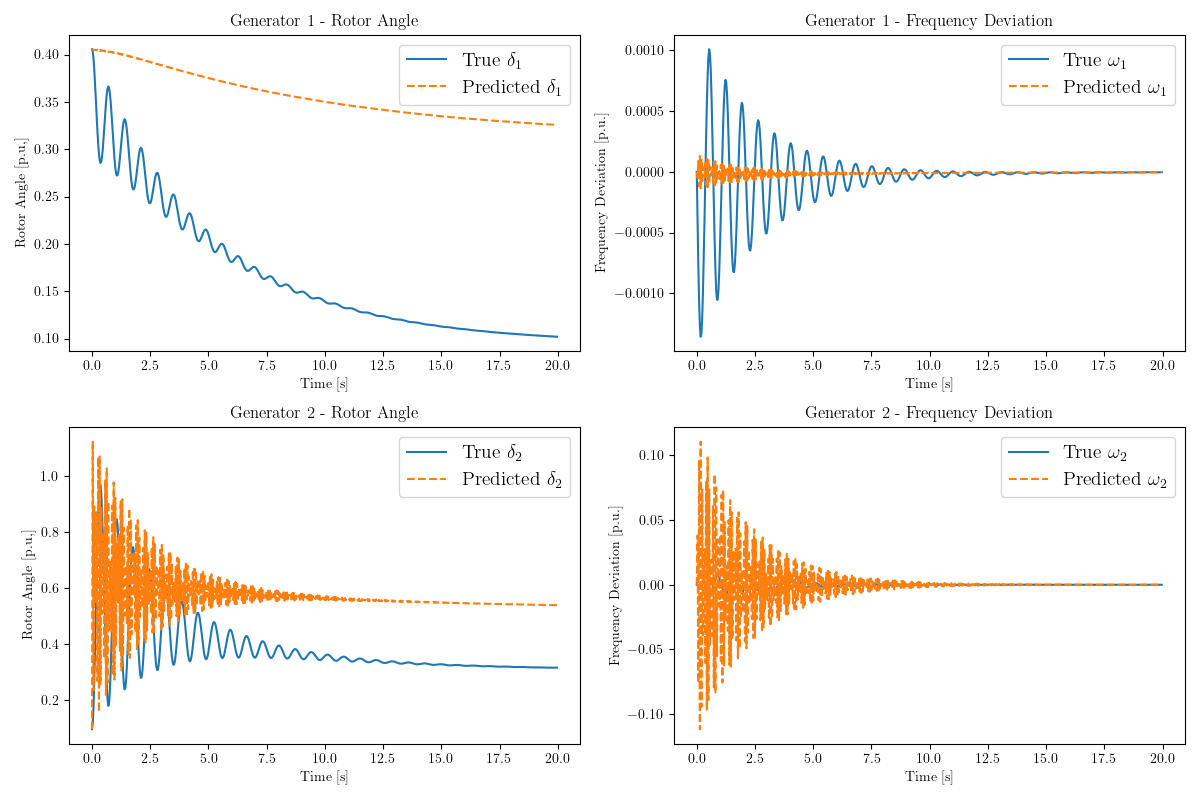 Generator 1 - Rotor Angle
True δ₁
Predicted δ₁
0.40
0.35
0.30
0.25
0.20
0.15
0.10
Rotor Angle [p.u.]
0.0 2.5 5.0 7.5 10.0 12.5 15.0 17.5 20.0
Time [s]
Generator 1 - Frequency Deviation
True ω₁
Predicted ω₁
0.0010
0.0005
0.0000
−0.0005
−0.0010
Frequency Deviation [p.u.]
0.0 2.5 5.0 7.5 10.0 12.5 15.0 17.5 20.0
Time [s]
Generator 2 - Rotor Angle
True δ₂
Predicted δ₂
1.0
0.8
0.6
0.4
0.2
Rotor Angle [p.u.]
0.0 2.5 5.0 7.5 10.0 12.5 15.0 17.5 20.0
Time [s]
Generator 2 - Frequency Deviation
True ω₂
Predicted ω₂
0.10
0.05
0.00
−0.05
−0.10
Frequency Deviation [p.u.]
0.0 2.5 5.0 7.5 10.0 12.5 15.0 17.5 20.0
Time [s]